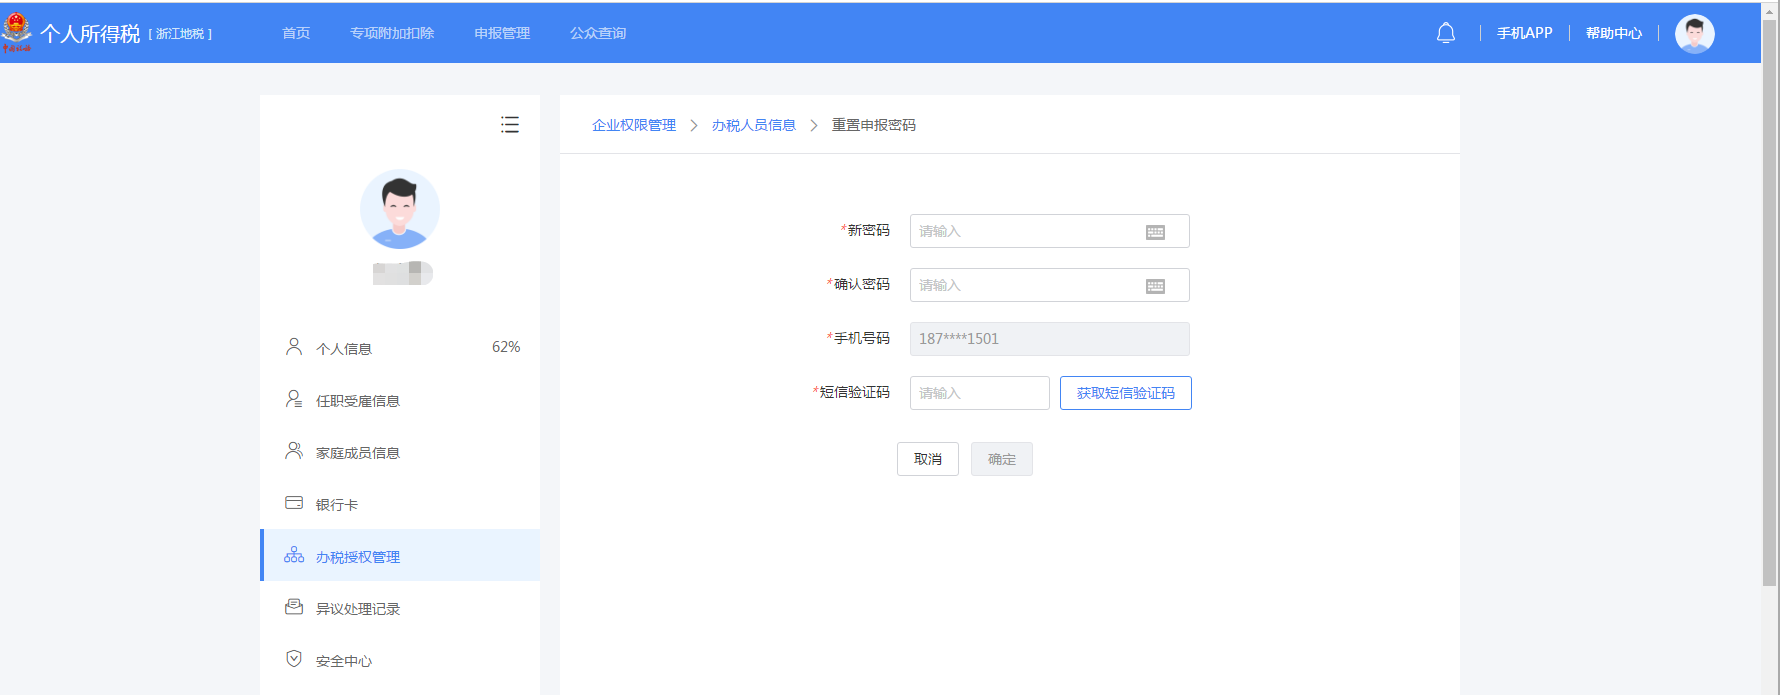 个人所得税 [ 浙江地税 ] 首页 专项附加扣除 申报管理 公众查询 手机APP 帮助中心
企业权限管理 > 办税人员信息 > 重置申报密码
*新密码 请输入
*确认密码 请输入
*手机号码 187****1501
*短信验证码 请输入 获取短信验证码
取消 确定
个人信息 62%
任职受雇信息
家庭成员信息
银行卡
办税授权管理
异议处理记录
安全中心